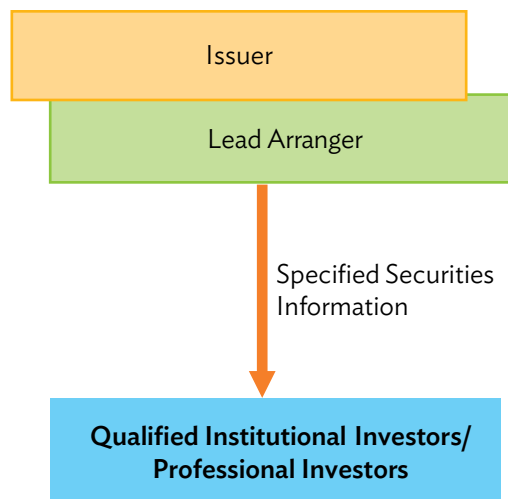 Issuer
Lead Arranger
Specified Securities
Information
Qualified Institutional Investors/
Professional Investors